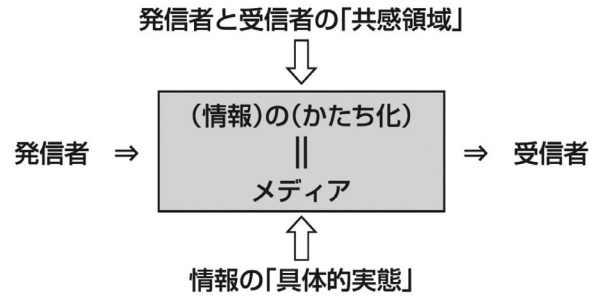 発信者と受信者の「共感領域」
(情報)の(かたち化)
発信者 ⇒ || ⇒ 受信者
メディア
情報の「具体的実態」